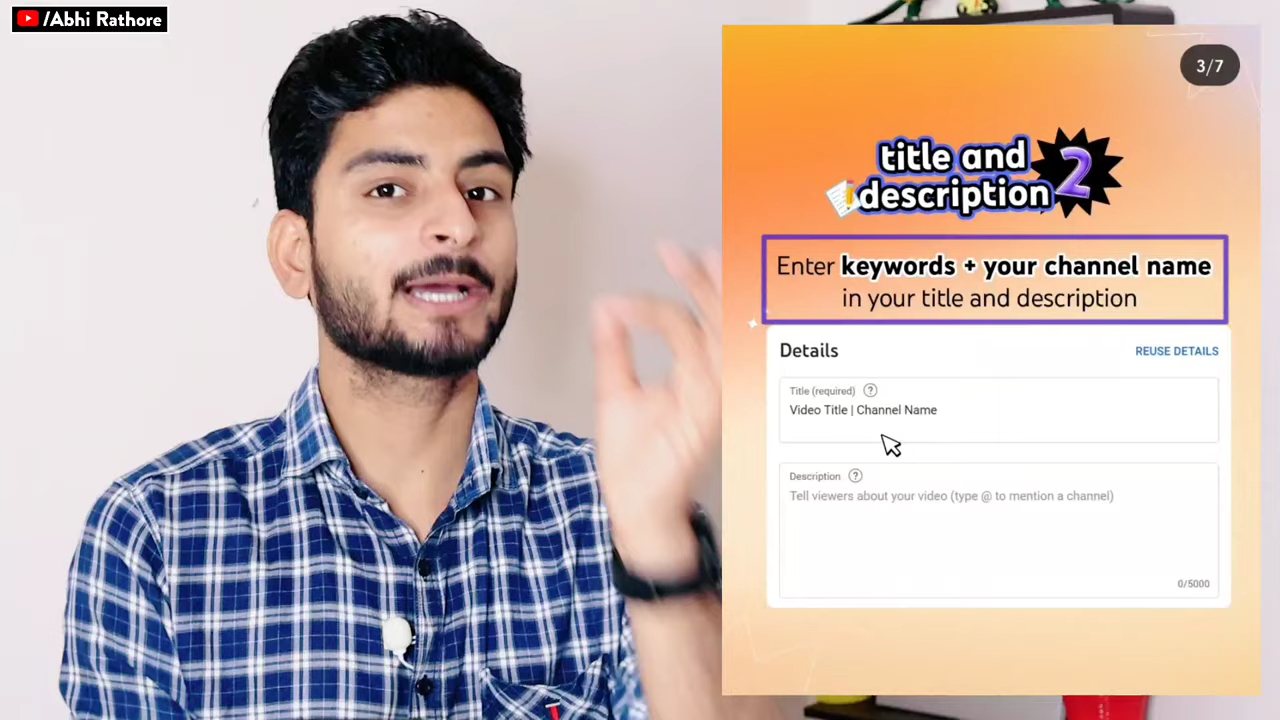 /Abhi Rathore
3/7
title and
description 2
Enter keywords + your channel name
in your title and description
Details
REUSE DETAILS
Title (required) ?
Video Title | Channel Name
Description ?
Tell viewers about your video (type @ to mention a channel)
0/5000